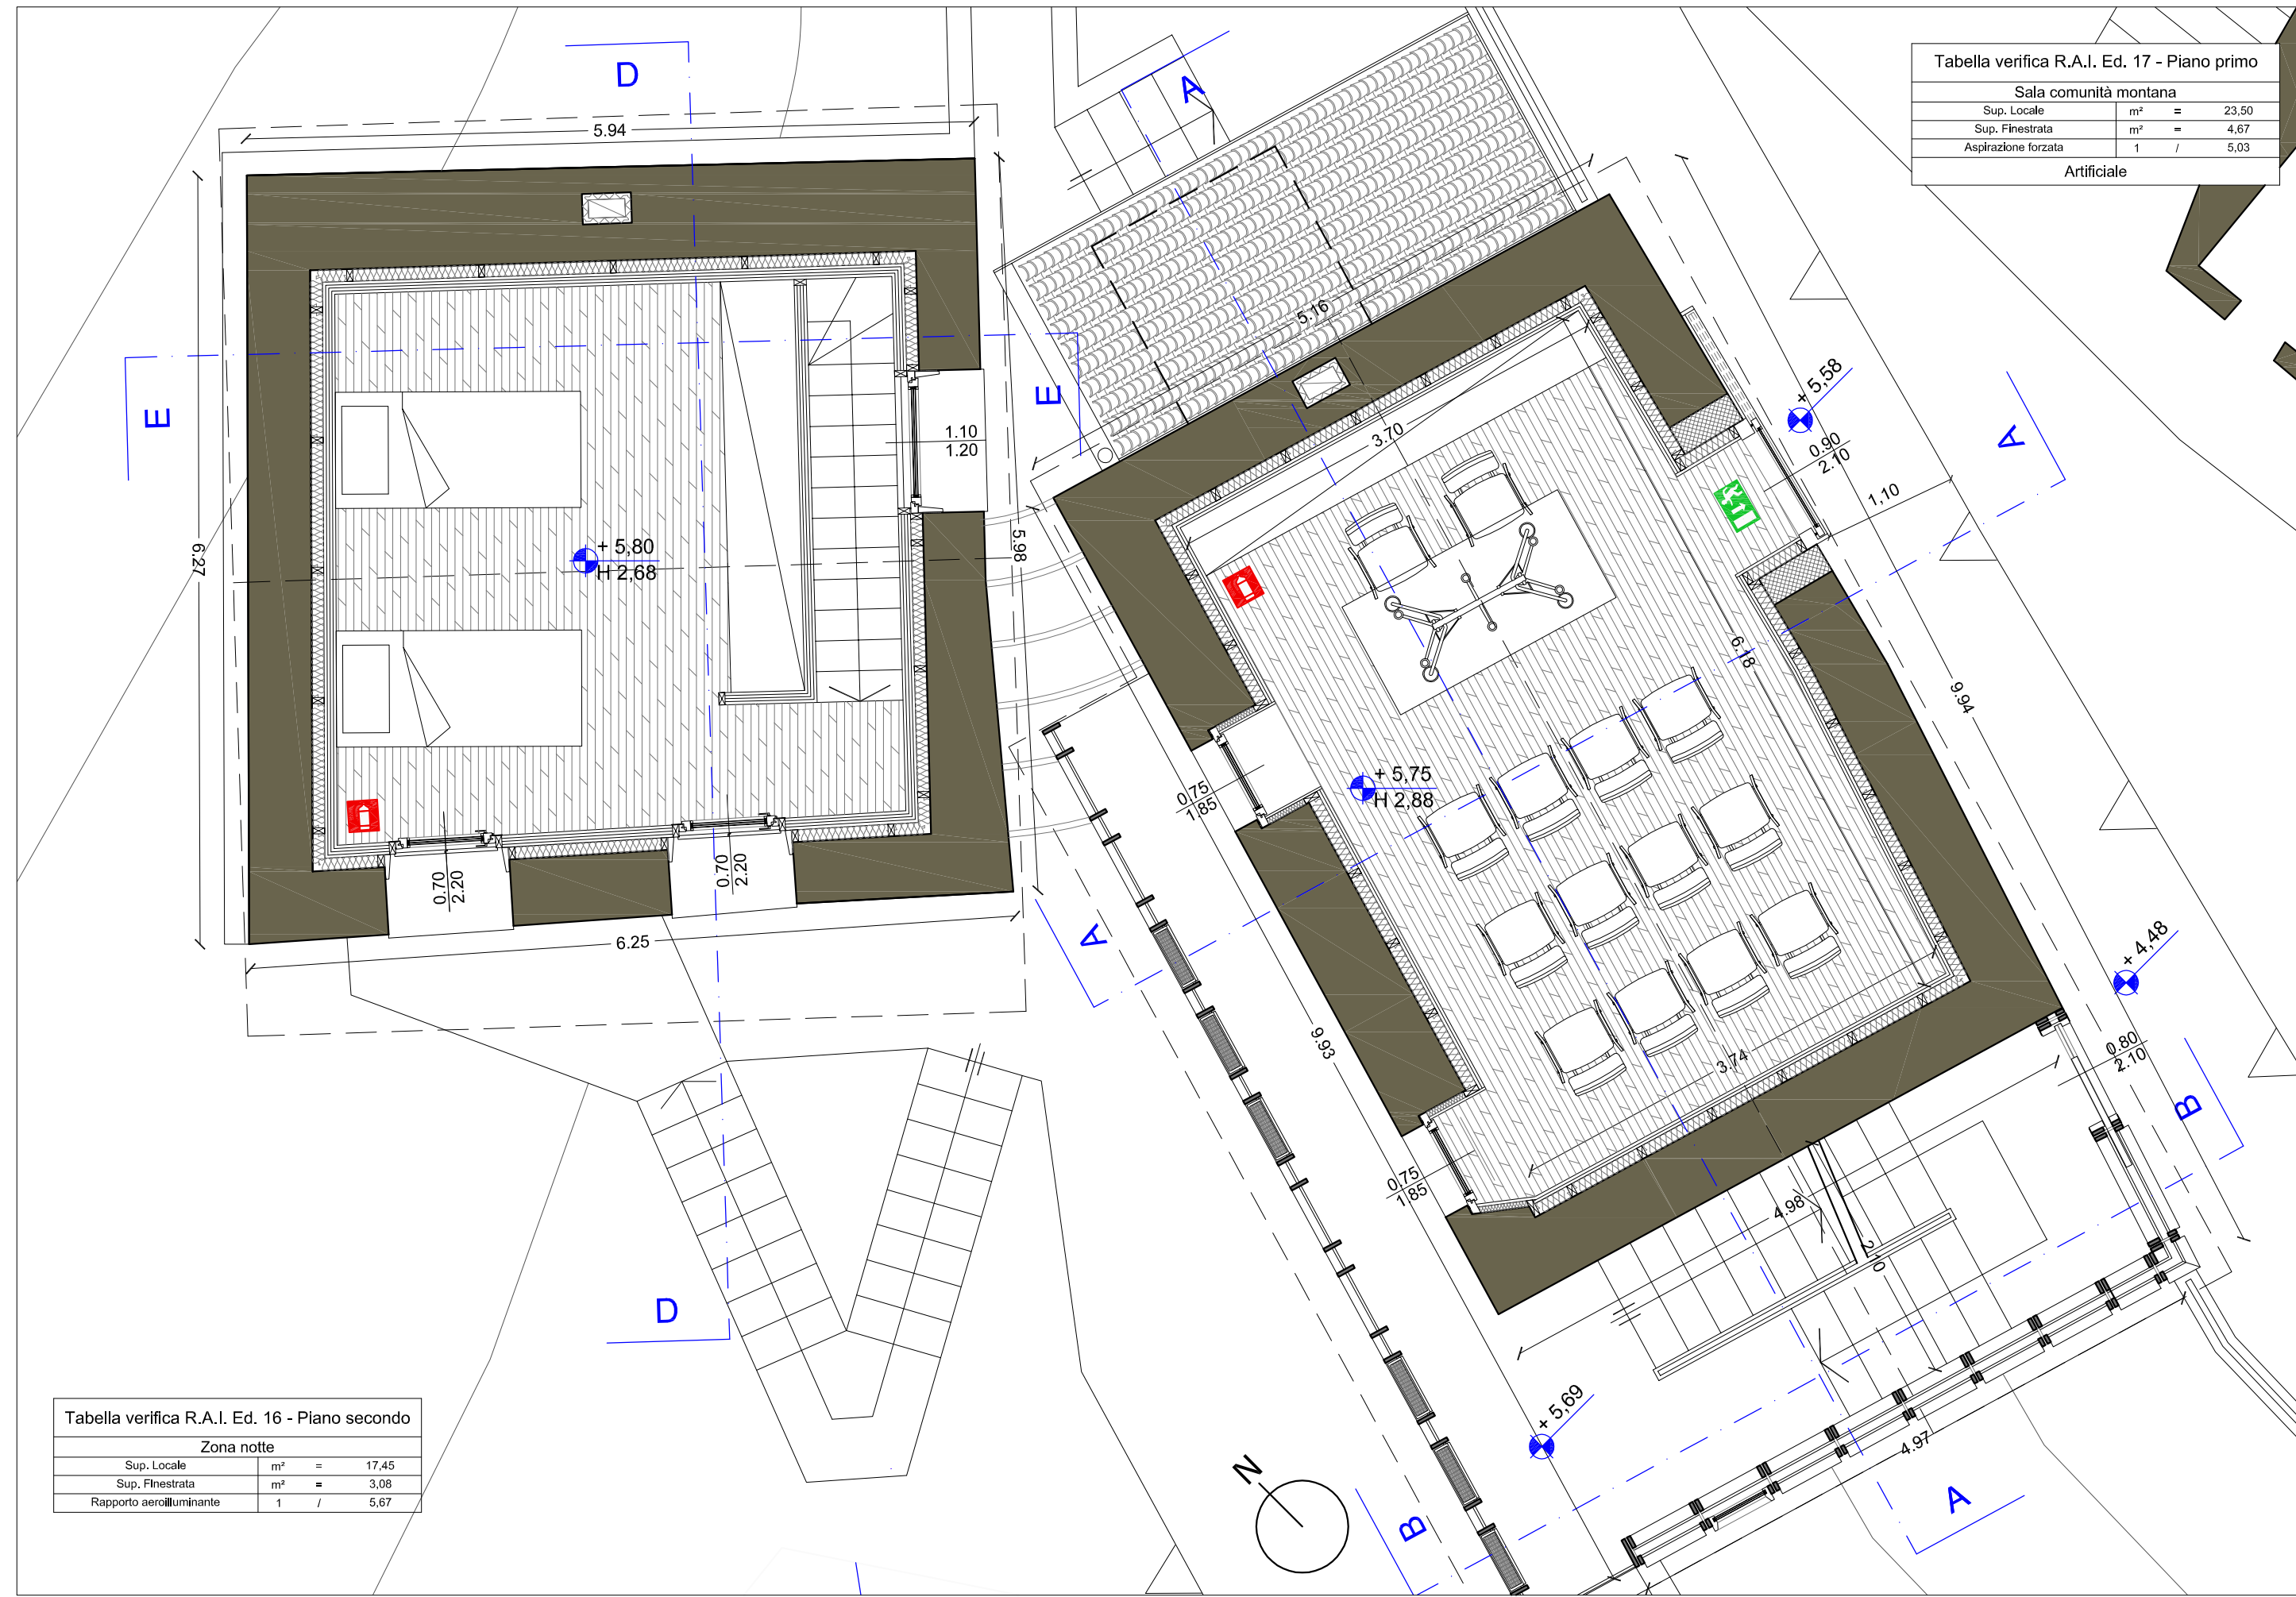 Tabella verifica R.A.I. Ed. 17 - Piano primo
Sala comunità montana
Sup. Locale m² = 23,50
Sup. Finestrata m² = 4,67
Aspirazione forzata 1 / 5,03
Artificiale
D
A
5.94
E
E
5.16
+ 5,58
3.70
0.90
2.10
A
1.10
1.20
1,10
6.27
5.98
+ 5,80
H 2,68
6.18
9.94
+ 5,75
H 2,88
0.75
1.85
0.70
2.20
0.70
2.20
6.25
A
+ 4,48
9.93
3.74
0.80
2.10
B
0.75
1.85
4.98
2.10
D
+ 5,69
4.97
N
A
B
Tabella verifica R.A.I. Ed. 16 - Piano secondo
Zona notte
Sup. Locale m² = 17,45
Sup. FInestrata m² = 3,08
Rapporto aeroilluminante 1 / 5,67